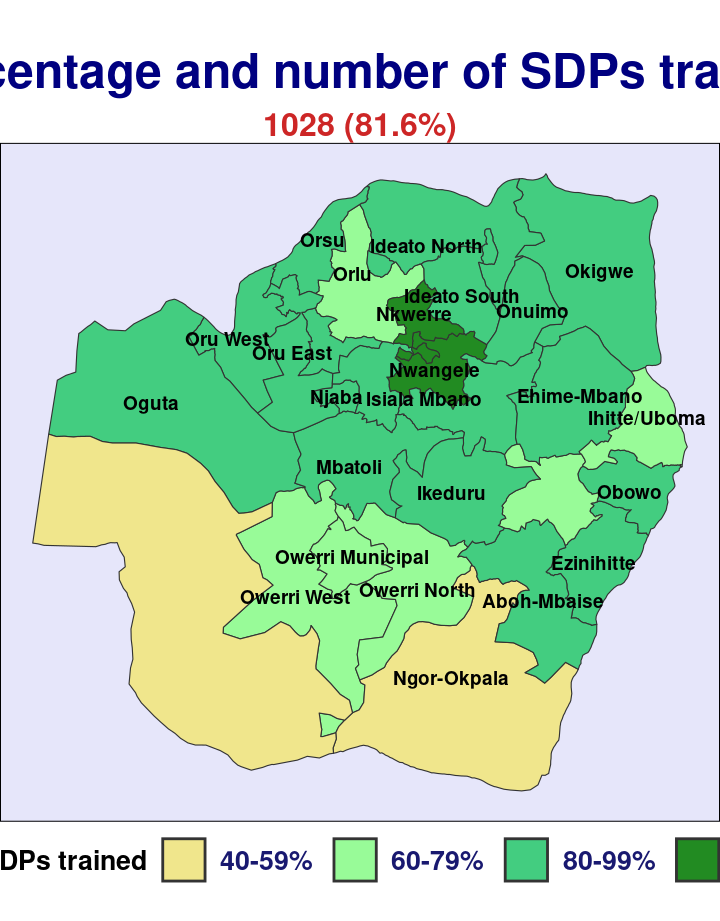 centage and number of SDPs tra
1028 (81.6%)
Orsu
Ideato North
Orlu
Okigwe
Ideato South
Nkwerre
Onuimo
Oru West
Oru East
Nwangele
Njaba
Isiala Mbano
Ehime-Mbano
Oguta
Ihitte/Uboma
Mbatoli
Ikeduru
Obowo
Owerri Municipal
Ezinihitte
Owerri West
Owerri North
Aboh-Mbaise
Ngor-Okpala
DPs trained 40-59% 60-79% 80-99%